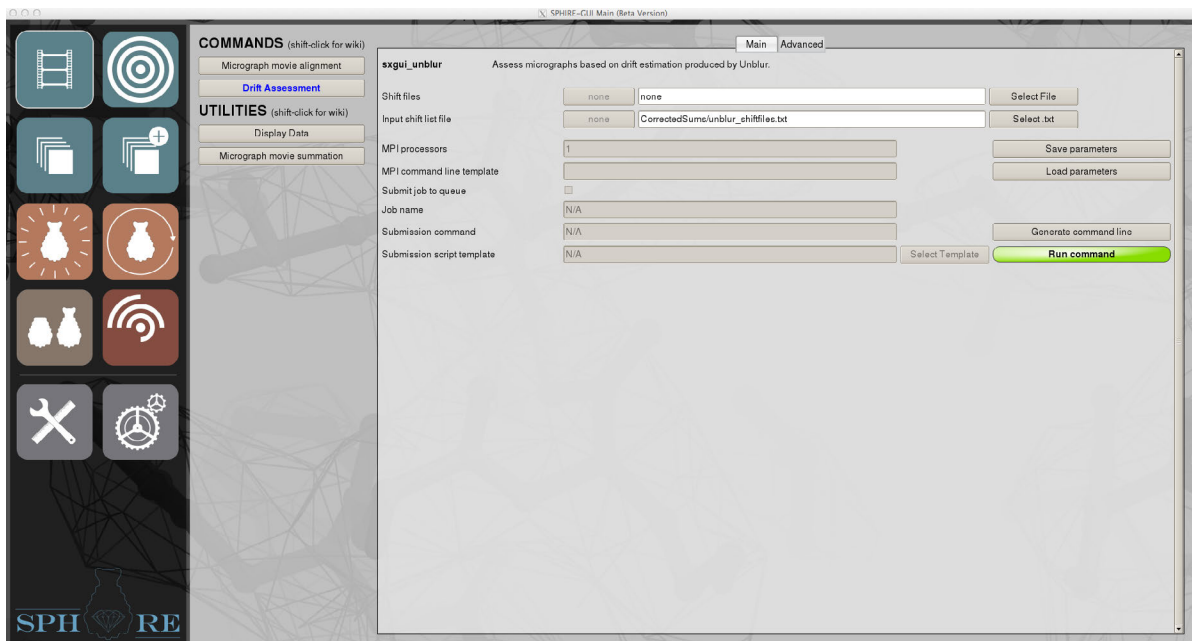 SPHIRE-GUI Main (Beta Version)
COMMANDS (shift-click for wiki)
Micrograph movie alignment
Drift Assessment
UTILITIES (shift-click for wiki)
Display Data
Micrograph movie summation
Main Advanced
sxgui_unblur Assess micrographs based on drift estimation produced by Unblur.
Shift files none none Select File
Input shift list file none CorrectedSums/unblur_shiftfiles.txt Select .txt
MPI processors 1 Save parameters
MPI command line template Load parameters
Submit job to queue
Job name N/A
Submission command N/A Generate command line
Submission script template N/A Select Template Run command
SPH RE